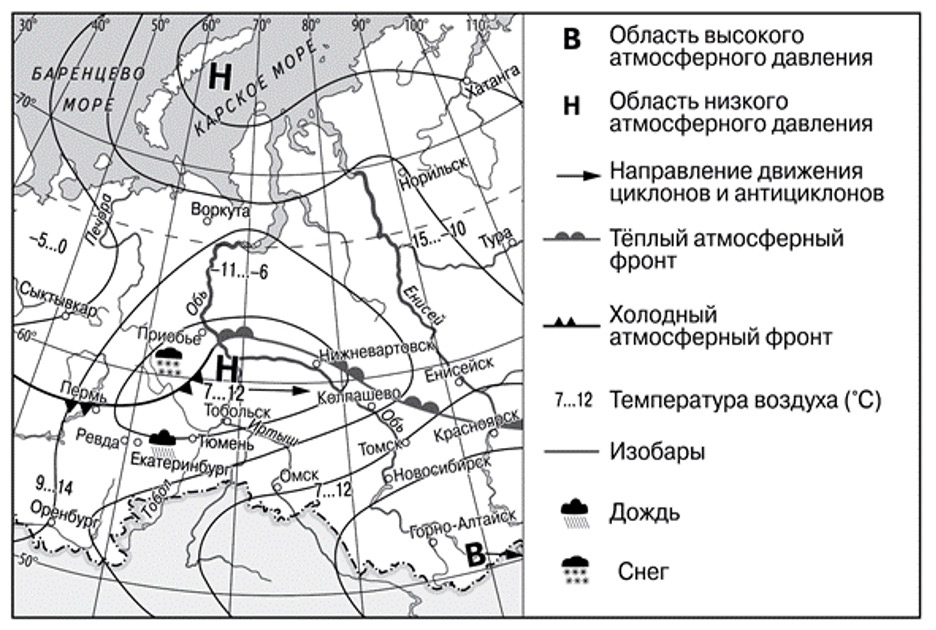 30° 40° 50° 60° 70° 80° 90° 100° 110°
БАРЕНЦЕВО
МОРЕ
Н
КАРСКОЕ МОРЕ
70°
Хатанга
Норильск
Печора
Воркута
–5...0
–15...–10
Тура
–11...–6
Сыктывкар
Обь
Енисей
60°
Приобье
Нижневартовск
Н
7...12
Енисейск
Пермь
Колпашево
Тобольск
Обь
Иртыш
Красноярск
Ревда
Тюмень
Томск
Екатеринбург
Новосибирск
Омск
9...14
7...12
Тобол
Оренбург
Горно-Алтайск
В
50°
В Область высокого
атмосферного давления
Н Область низкого
атмосферного давления
Направление движения
циклонов и антициклонов
Тёплый атмосферный
фронт
Холодный
атмосферный фронт
7...12 Температура воздуха (°С)
Изобары
Дождь
Снег